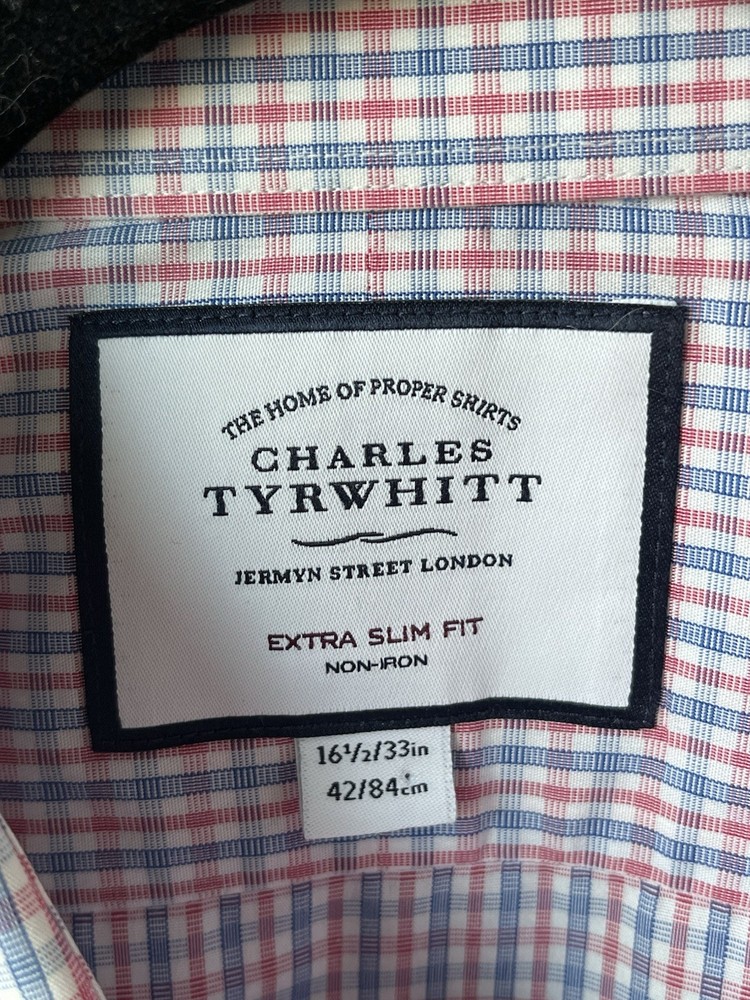 THE HOME OF PROPER SHIRTS
CHARLES
TYRWHITT
JERMYN STREET LONDON
EXTRA SLIM FIT
NON-IRON
16½/33in
42/84cm